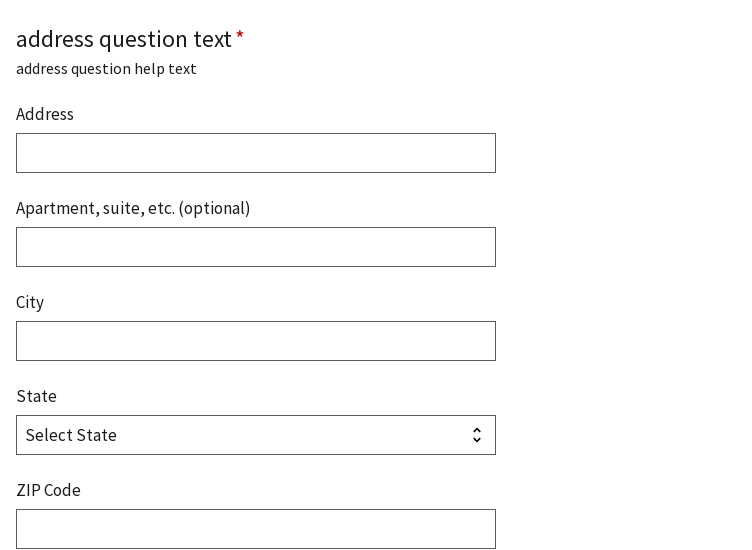 address question text *
address question help text
Address
Apartment, suite, etc. (optional)
City
State
Select State
ZIP Code